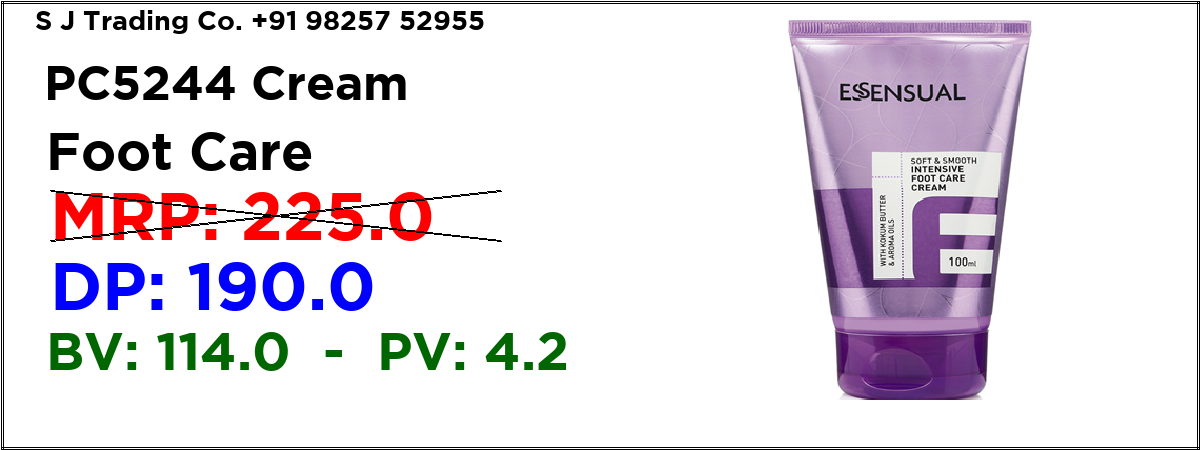 S J Trading Co. +91 98257 52955
PC5244 Cream
Foot Care
MRP: 225.0
DP: 190.0
BV: 114.0 - PV: 4.2
ESSENSUAL
SOFT & SMOOTH
INTENSIVE
FOOT CARE
CREAM
WITH KOKUM BUTTER
& AROMA OILS
100ml